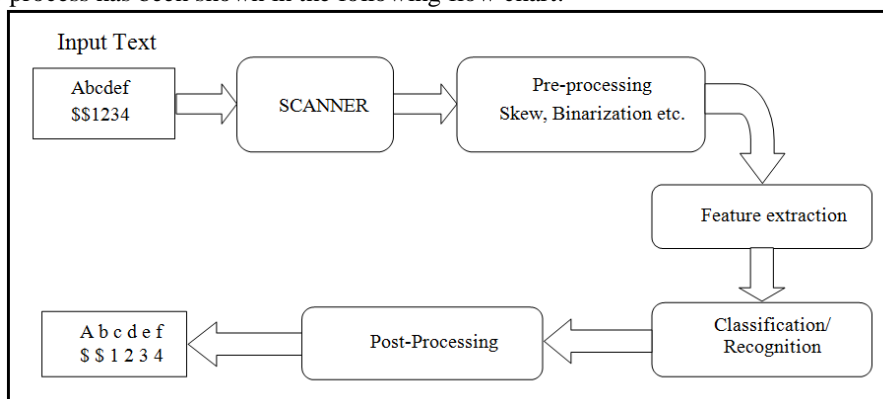 process has been shown in the following flow chart.
Input Text
Abcdef
$$1234
SCANNER
Pre-processing
Skew, Binarization etc.
Feature extraction
Classification/
Recognition
Post-Processing
A b c d e f
$ $ 1 2 3 4